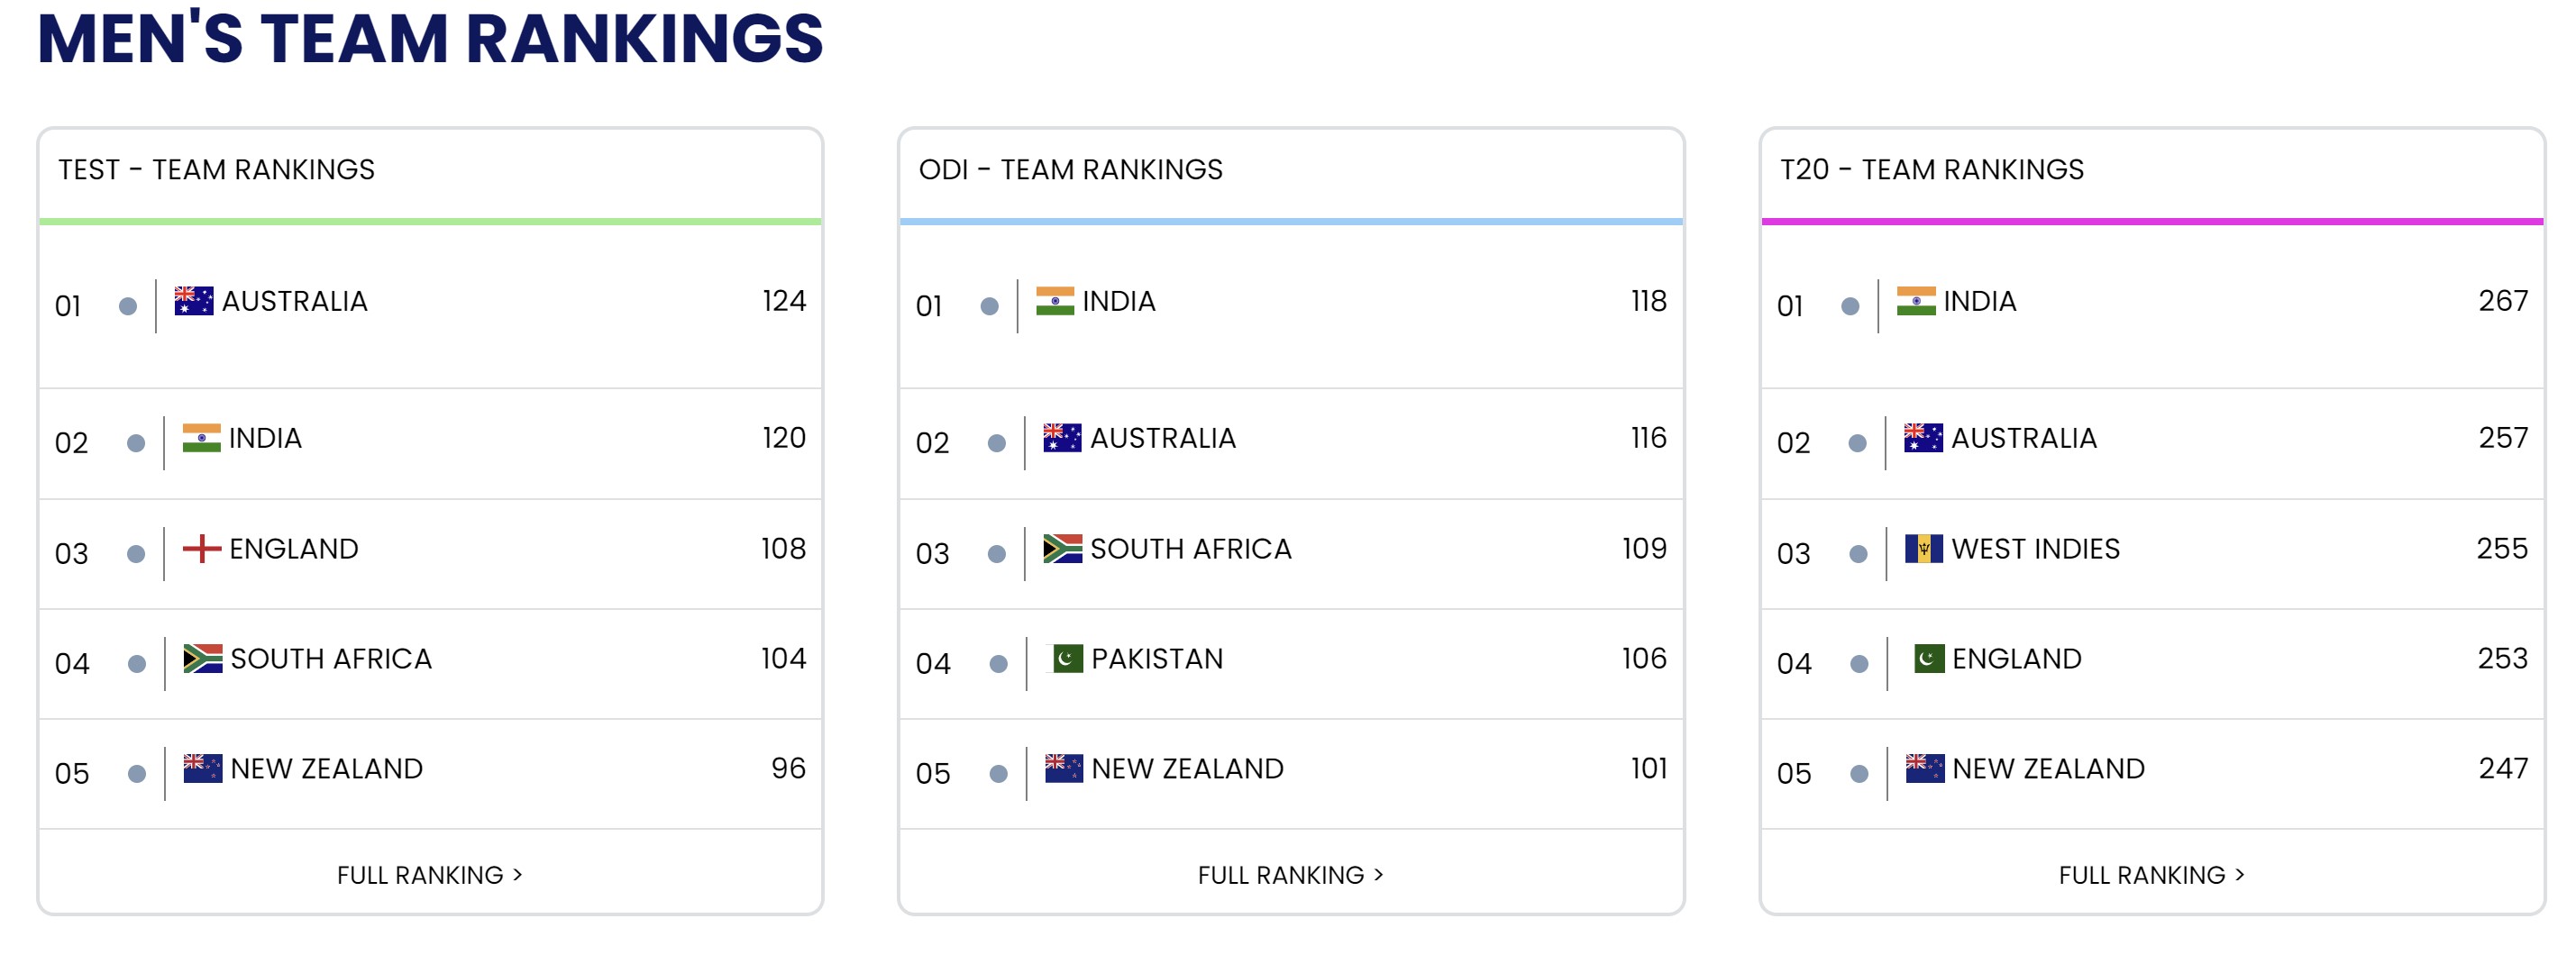 MEN'S TEAM RANKINGS
TEST - TEAM RANKINGS
01 AUSTRALIA 124
02 INDIA 120
03 ENGLAND 108
04 SOUTH AFRICA 104
05 NEW ZEALAND 96
FULL RANKING >
ODI - TEAM RANKINGS
01 INDIA 118
02 AUSTRALIA 116
03 SOUTH AFRICA 109
04 PAKISTAN 106
05 NEW ZEALAND 101
FULL RANKING >
T20 - TEAM RANKINGS
01 INDIA 267
02 AUSTRALIA 257
03 WEST INDIES 255
04 ENGLAND 253
05 NEW ZEALAND 247
FULL RANKING >